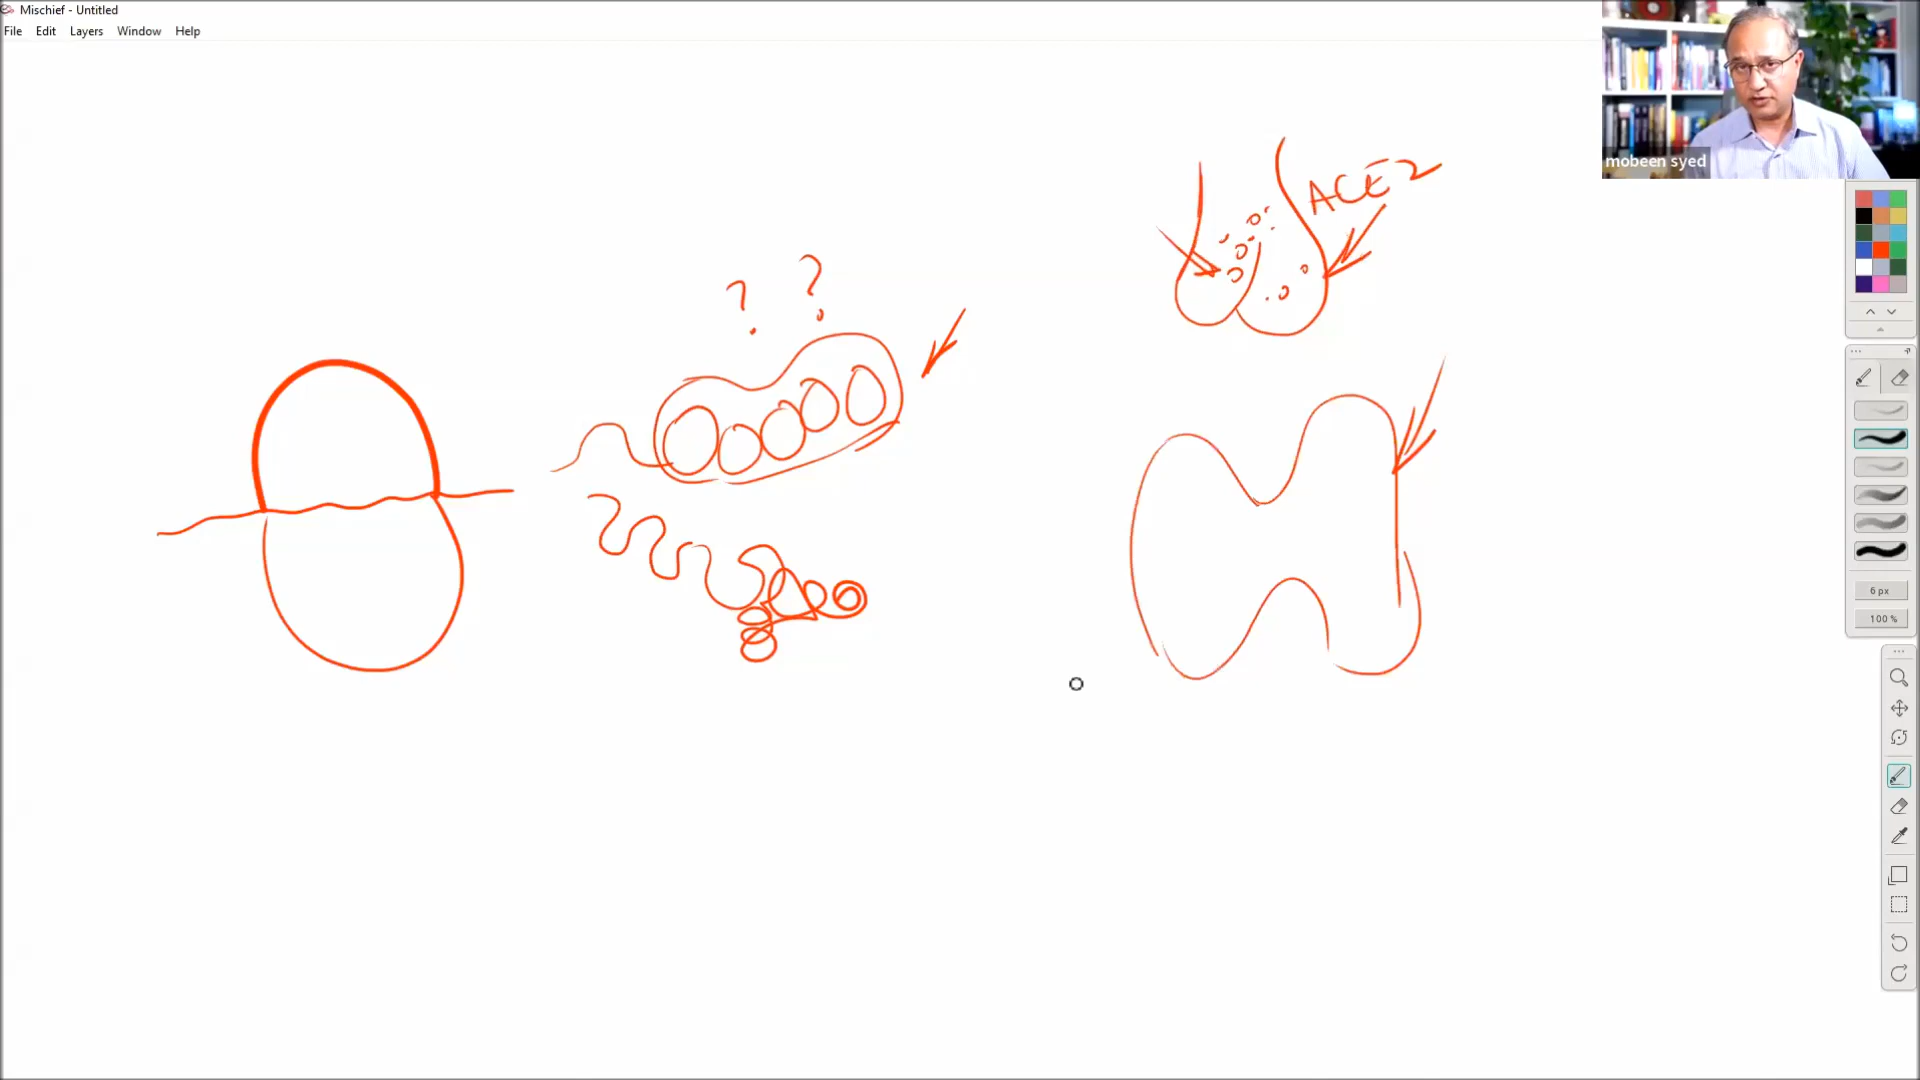 Mischief - Untitled
File Edit Layers Window Help
mobeen syed
ACE2
? ?
6 px
100 %